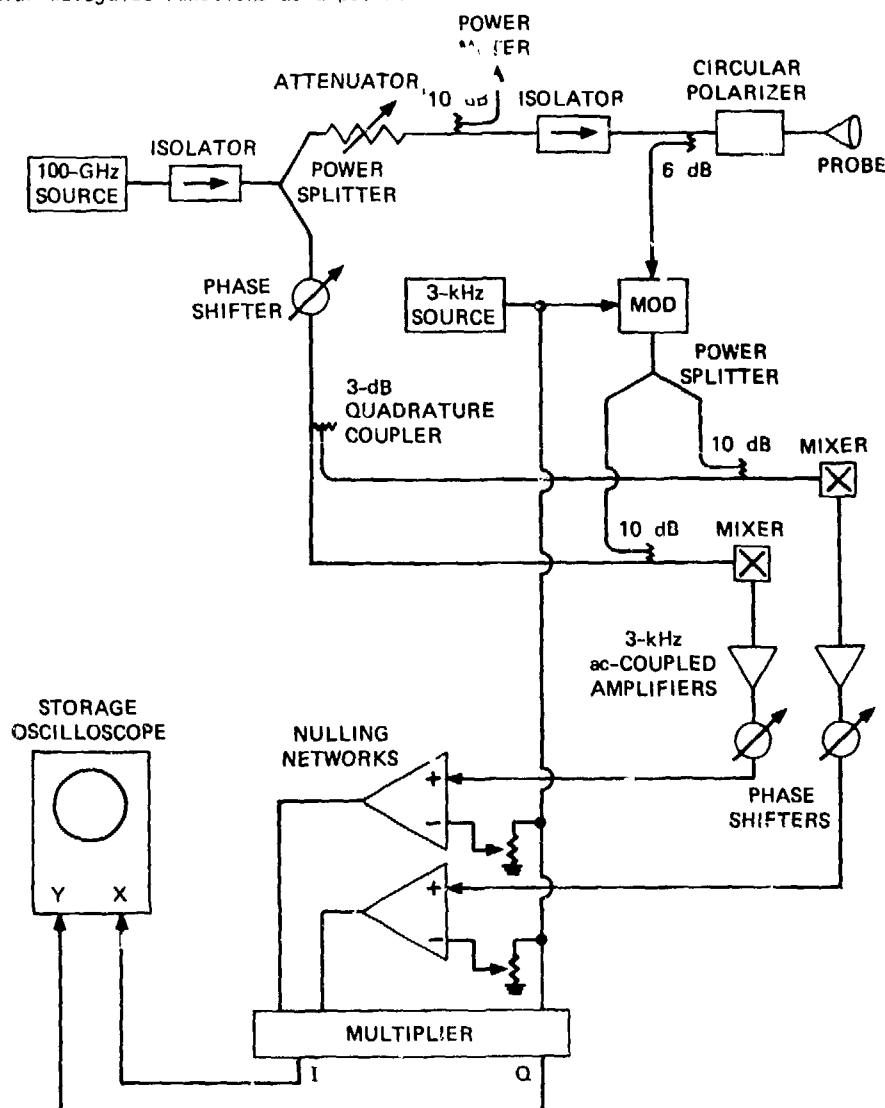 POWER
ATTENUATOR
10 dB
ISOLATOR
CIRCULAR
POLARIZER
ISOLATOR
100-GHz
SOURCE
POWER
SPLITTER
6 dB
PROBE
PHASE
SHIFTER
3-kHz
SOURCE
MOD
POWER
SPLITTER
3-dB
QUADRATURE
COUPLER
10 dB
MIXER
10 dB
MIXER
3-kHz
ac-COUPLED
AMPLIFIERS
STORAGE
OSCILLOSCOPE
NULLING
NETWORKS
+
PHASE
SHIFTERS
−
Y X
+
−
MULTIPLIER
I Q